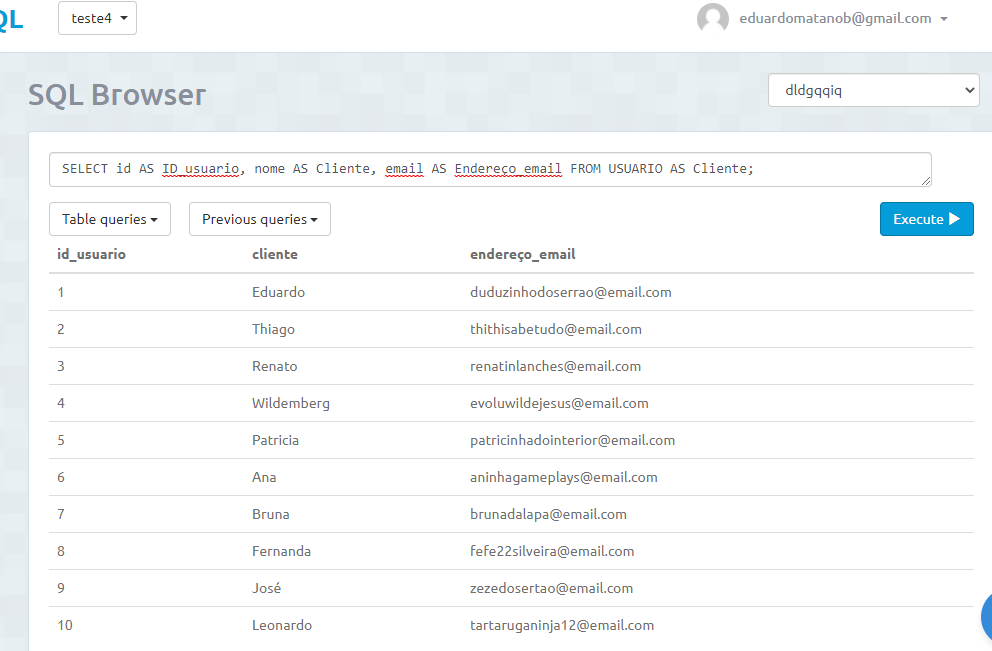 QL
teste4
eduardomatanob@gmail.com
SQL Browser
dldgqqiq
SELECT id AS ID_usuario, nome AS Cliente, email AS Endereço_email FROM USUARIO AS Cliente;
Table queries
Previous queries
Execute
id_usuario cliente endereço_email
1 Eduardo duduzinhodoserrao@email.com
2 Thiago thithisabetudo@email.com
3 Renato renatinlanches@email.com
4 Wildemberg evoluwildejesus@email.com
5 Patricia patricinhadointerior@email.com
6 Ana aninhagameplays@email.com
7 Bruna brunadalapa@email.com
8 Fernanda fefe22silveira@email.com
9 José zezedosertao@email.com
10 Leonardo tartaruganinja12@email.com